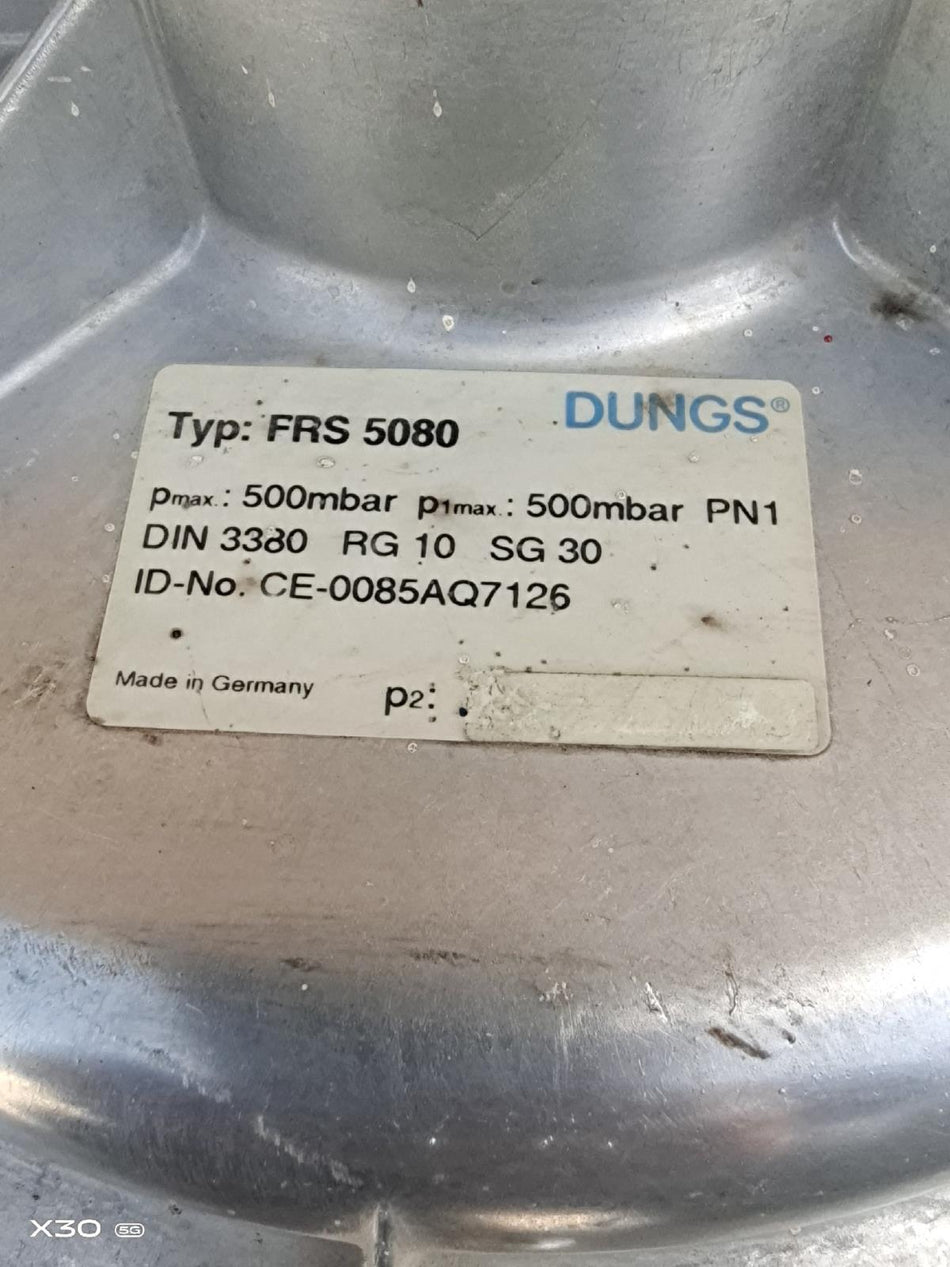 DUNGS®
Typ: FRS 5080
pmax.: 500mbar p1max.: 500mbar PN1
DIN 3380 RG 10 SG 30
ID-No. CE-0085AQ7126
Made in Germany p2:
X30 5G